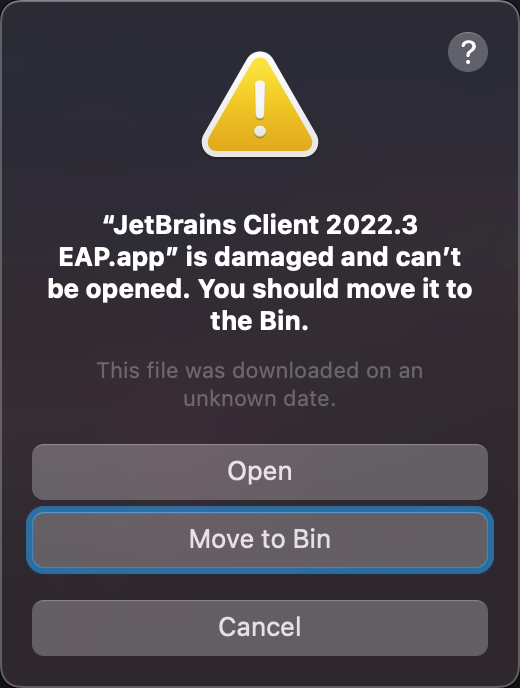 ?
“JetBrains Client 2022.3
EAP.app” is damaged and can’t
be opened. You should move it to
the Bin.
This file was downloaded on an
unknown date.
Open
Move to Bin
Cancel